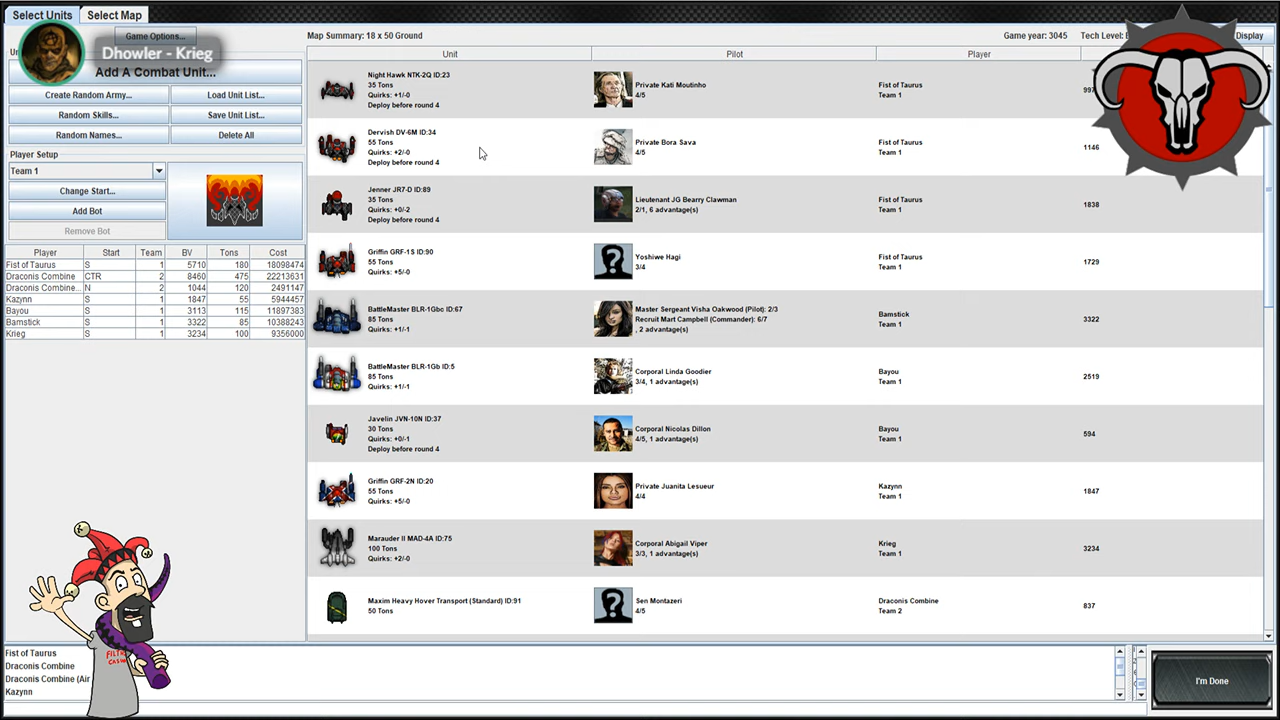 Select Units
Select Map
Game Options...
Dhowler - Krieg
Add A Combat Unit...
Create Random Army...
Load Unit List...
Random Skills...
Save Unit List...
Random Names...
Delete All
Player Setup
Team 1
Change Start...
Add Bot
Remove Bot
Player Start Team BV Tons Cost
Fist of Taurus S 1 5710 180 18098474
Draconis Combine CTR 2 8460 475 22213631
Draconis Combine... N 2 1044 120 2491147
Kazynn S 1 1847 55 5944457
Bayou S 1 3113 115 11897383
Bamstick S 1 3322 85 10388243
Krieg S 1 3234 100 9356000
Map Summary: 18 x 50 Ground
Game year: 3045
Tech Level:
Display
Unit Pilot Player
Night Hawk NTK-2Q ID:23
35 Tons
Quirks: +1/-0
Deploy before round 4
Private Kati Moutinho
4/5
Fist of Taurus
Team 1
Dervish DV-6M ID:34
55 Tons
Quirks: +2/-0
Deploy before round 4
Private Bora Sava
4/5
Fist of Taurus
Team 1
1146
Jenner JR7-D ID:89
35 Tons
Quirks: +0/-2
Deploy before round 4
Lieutenant JG Bearry Clawman
2/1, 6 advantage(s)
Fist of Taurus
Team 1
1838
Griffin GRF-1S ID:90
55 Tons
Quirks: +5/-0
Yoshiwe Hagi
3/4
Fist of Taurus
Team 1
1729
BattleMaster BLR-1Gbc ID:67
85 Tons
Quirks: +1/-1
Master Sergeant Visha Oakwood (Pilot): 2/3
Recruit Mart Campbell (Commander): 6/7
, 2 advantage(s)
Bamstick
Team 1
3322
BattleMaster BLR-1Gb ID:5
85 Tons
Quirks: +1/-1
Corporal Linda Goodier
3/4, 1 advantage(s)
Bayou
Team 1
2519
Javelin JVN-10N ID:37
30 Tons
Quirks: +0/-1
Deploy before round 4
Corporal Nicolas Dillon
4/5, 1 advantage(s)
Bayou
Team 1
594
Griffin GRF-2N ID:20
55 Tons
Quirks: +5/-0
Private Juanita Lesueur
4/4
Kazynn
Team 1
1847
Marauder II MAD-4A ID:75
100 Tons
Quirks: +2/-0
Corporal Abigail Viper
3/3, 1 advantage(s)
Krieg
Team 1
3234
Maxim Heavy Hover Transport (Standard) ID:91
50 Tons
Sen Montazeri
4/5
Draconis Combine
Team 2
837
Fist of Taurus
Draconis Combine
Draconis Combine (Air
Kazynn
I'm Done